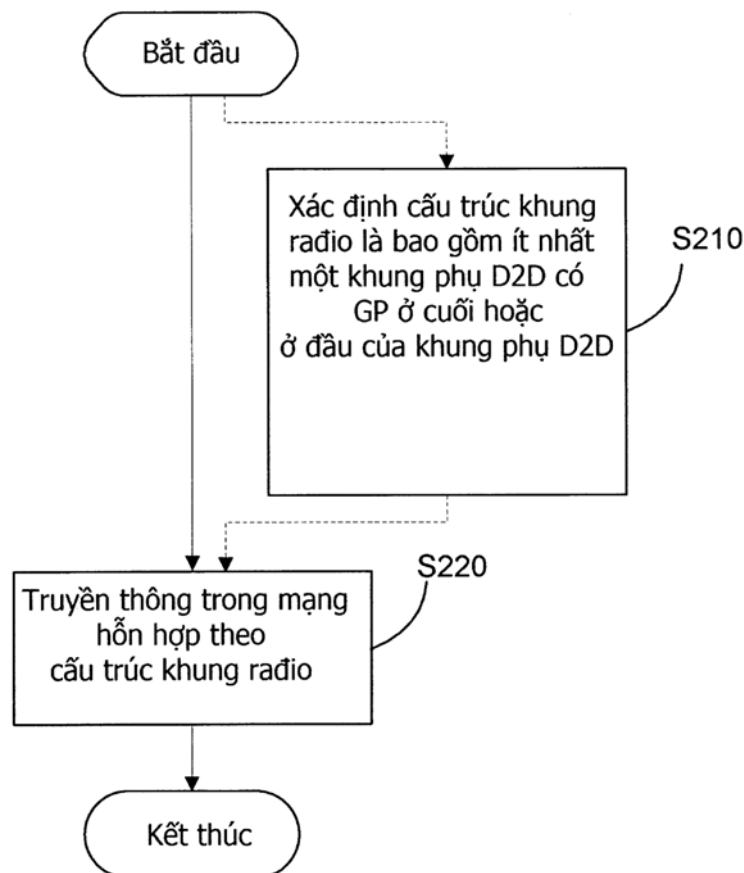 Bắt đầu
Xác định cấu trúc khung
rađio là bao gồm ít nhất
một khung phụ D2D có
GP ở cuối hoặc
ở đầu của khung phụ D2D
S210
S220
Truyền thông trong mạng
hỗn hợp theo
cấu trúc khung rađio
Kết thúc